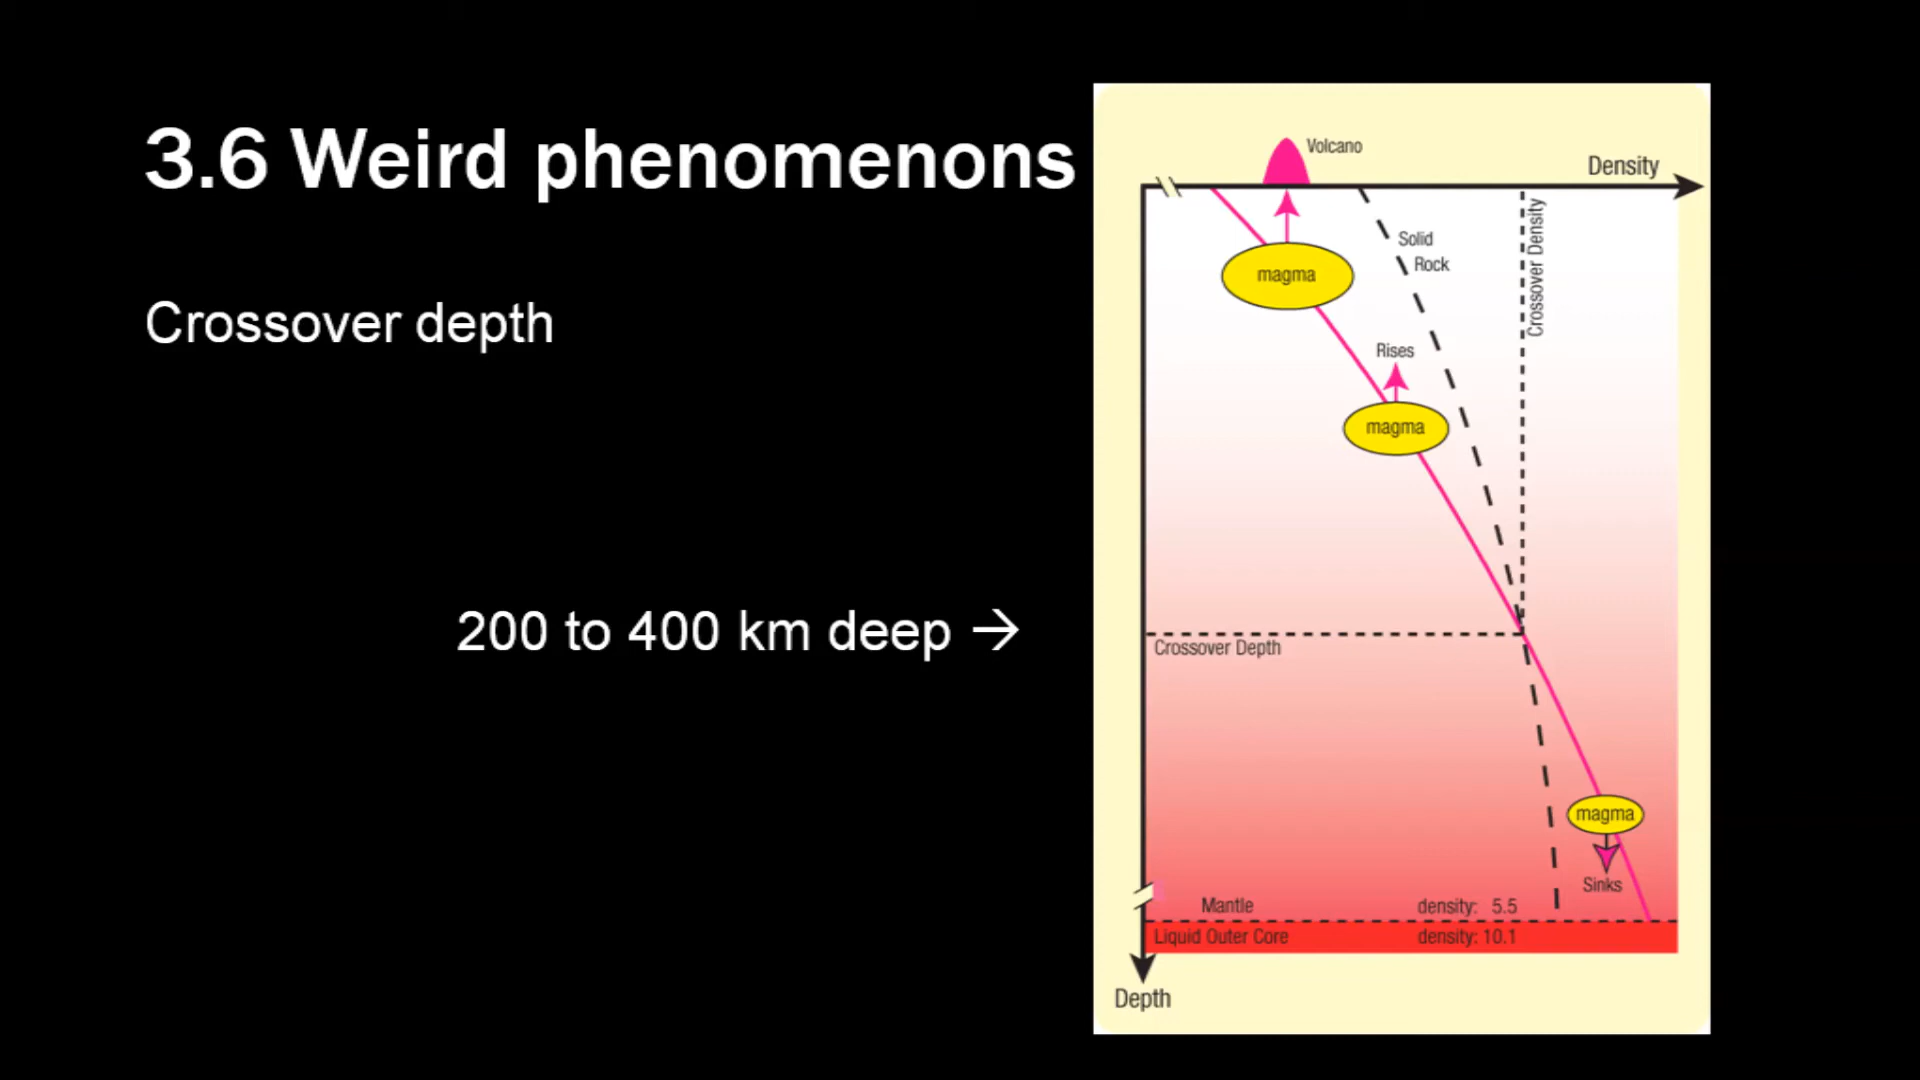 3.6 Weird phenomenons
Crossover depth
200 to 400 km deep →
Volcano
Density
Crossover Density
Solid
Rock
magma
Rises
magma
Crossover Depth
magma
Sinks
Mantle density: 5.5
Liquid Outer Core density: 10.1
Depth